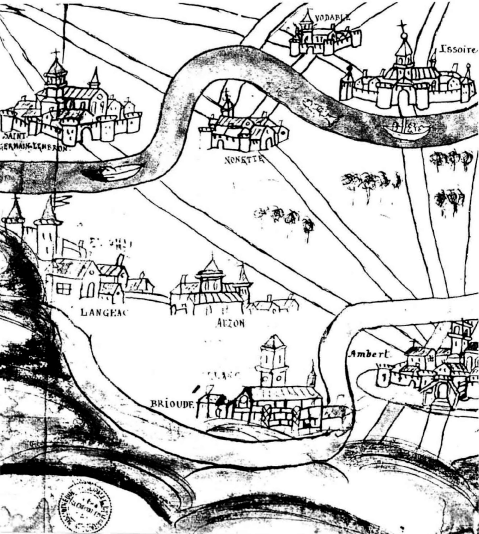 VODABLE
Issoire
SAINT
GERMAIN-LEMBRON
NONETTE
LANGEAC
AUZON
Ambert
BRIOUDE